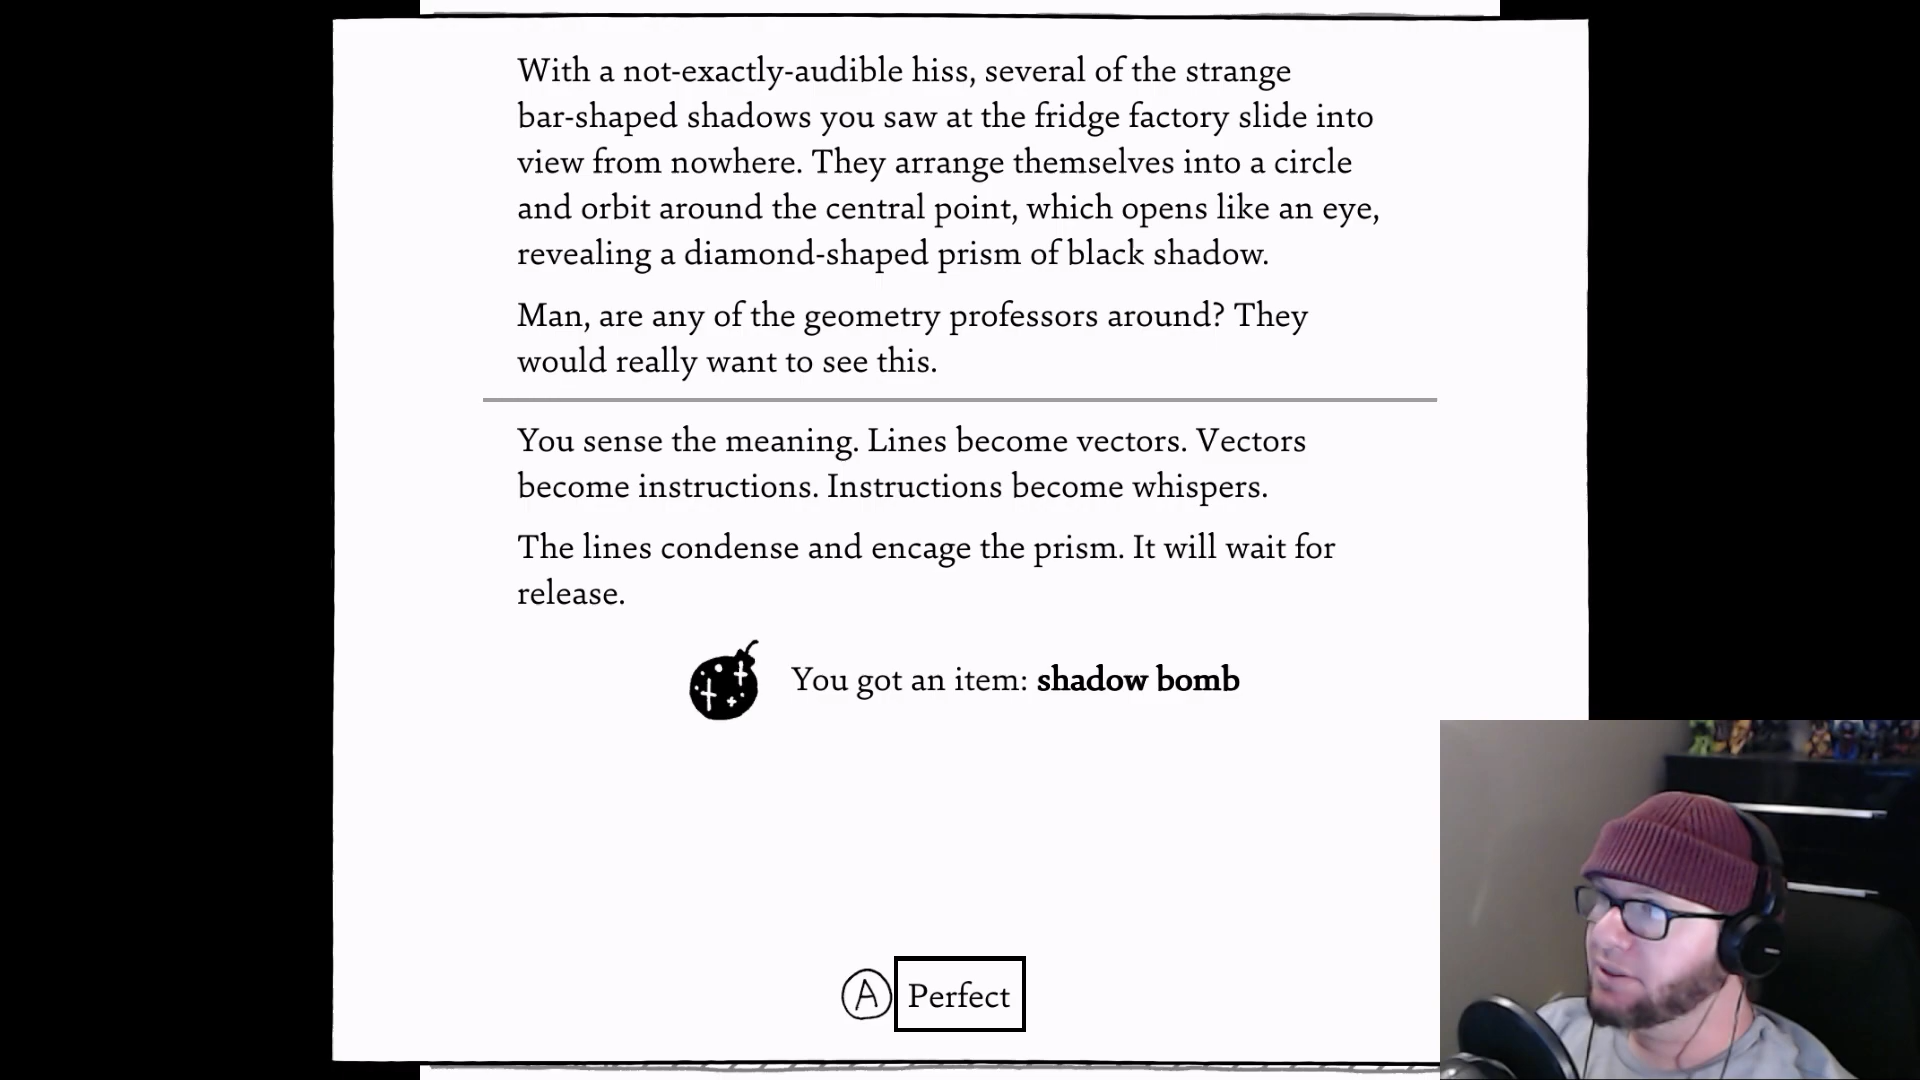 With a not-exactly-audible hiss, several of the strange
bar-shaped shadows you saw at the fridge factory slide into
view from nowhere. They arrange themselves into a circle
and orbit around the central point, which opens like an eye,
revealing a diamond-shaped prism of black shadow.
Man, are any of the geometry professors around? They
would really want to see this.
You sense the meaning. Lines become vectors. Vectors
become instructions. Instructions become whispers.
The lines condense and encage the prism. It will wait for
release.
You got an item: shadow bomb
A Perfect